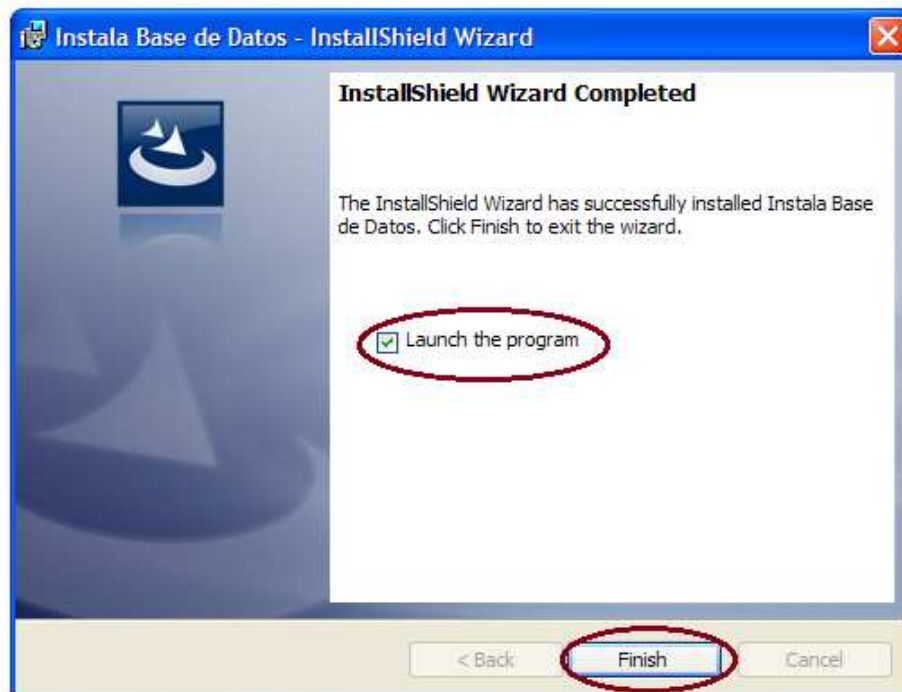 Instala Base de Datos - InstallShield Wizard
InstallShield Wizard Completed
The InstallShield Wizard has successfully installed Instala Base
de Datos. Click Finish to exit the wizard.
Launch the program
< Back
Finish
Cancel